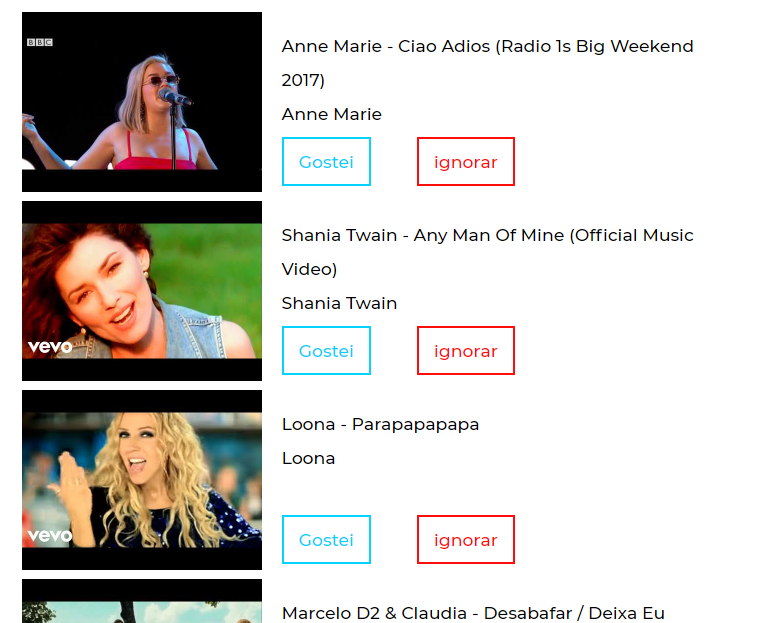 BBC
Anne Marie - Ciao Adios (Radio 1s Big Weekend
2017)
Anne Marie
Gostei ignorar
Shania Twain - Any Man Of Mine (Official Music
Video)
Shania Twain
vevo
Gostei ignorar
Loona - Parapapapapa
Loona
vevo
Gostei ignorar
Marcelo D2 & Claudia - Desabafar / Deixa Eu